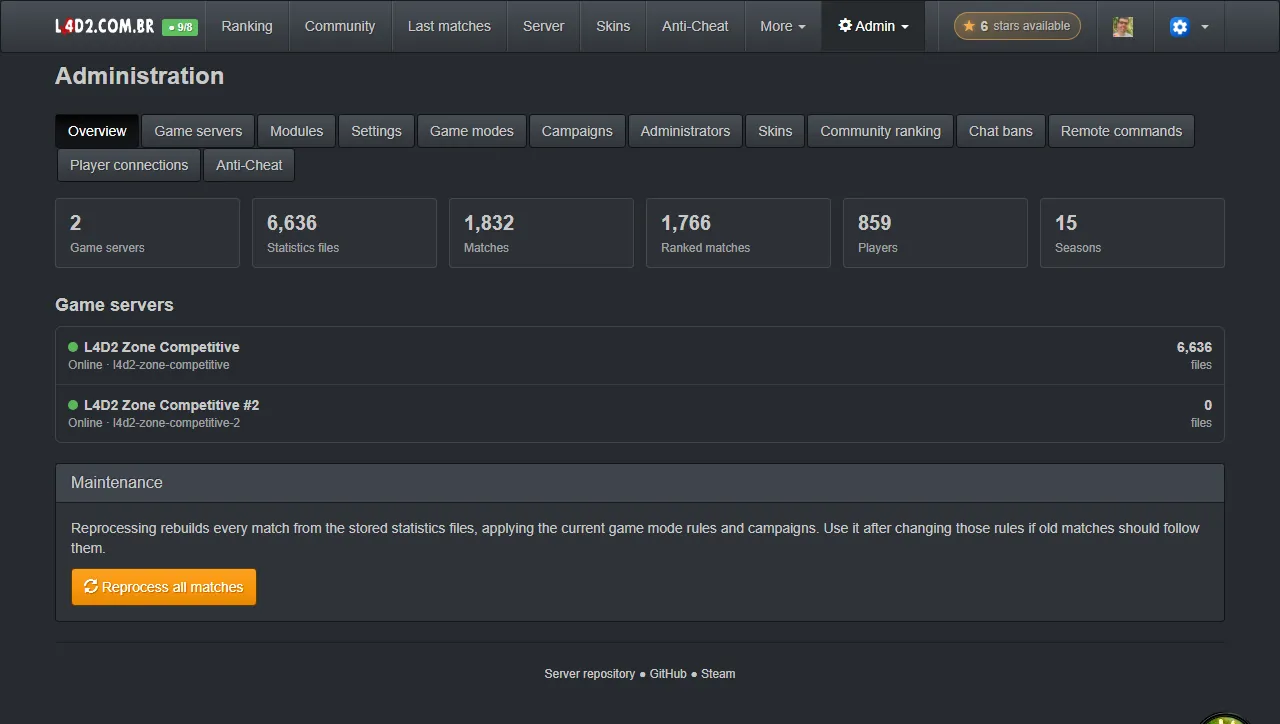 L4D2.COM.BR ● 9/8 Ranking Community Last matches Server Skins Anti-Cheat More Admin 6 stars available
Administration
Overview Game servers Modules Settings Game modes Campaigns Administrators Skins Community ranking Chat bans Remote commands
Player connections Anti-Cheat
2 6,636 1,832 1,766 859 15
Game servers Statistics files Matches Ranked matches Players Seasons
Game servers
L4D2 Zone Competitive 6,636
Online · l4d2-zone-competitive files
L4D2 Zone Competitive #2 0
Online · l4d2-zone-competitive-2 files
Maintenance
Reprocessing rebuilds every match from the stored statistics files, applying the current game mode rules and campaigns. Use it after changing those rules if old matches should follow
them.
Reprocess all matches
Server repository ● GitHub ● Steam